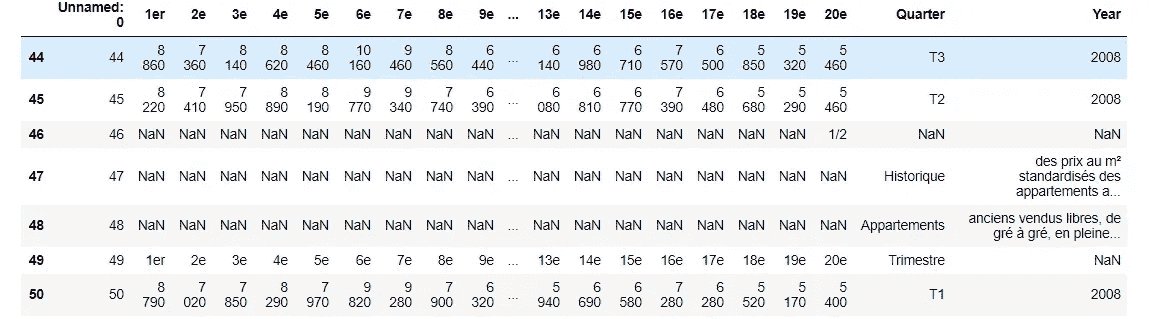 Unnamed: 0 1er 2e 3e 4e 5e 6e 7e 8e 9e ... 13e 14e 15e 16e 17e 18e 19e 20e Quarter Year
44 44 8 860 7 360 8 140 8 620 8 460 10 160 9 460 8 560 6 440 ... 6 140 6 980 6 710 7 570 6 500 5 850 5 320 5 460 T3 2008
45 45 8 220 7 410 7 950 8 890 8 190 9 770 9 340 7 740 6 390 ... 6 080 6 810 6 770 7 390 6 480 5 680 5 290 5 460 T2 2008
46 46 NaN NaN NaN NaN NaN NaN NaN NaN NaN ... NaN NaN NaN NaN NaN NaN NaN 1/2 NaN NaN
47 47 NaN NaN NaN NaN NaN NaN NaN NaN NaN ... NaN NaN NaN NaN NaN NaN NaN NaN Historique des prix au m² standardisés des appartements a...
48 48 NaN NaN NaN NaN NaN NaN NaN NaN NaN ... NaN NaN NaN NaN NaN NaN NaN NaN Appartements anciens vendus libres, de gré à gré, en pleine...
49 49 1er 2e 3e 4e 5e 6e 7e 8e 9e ... 13e 14e 15e 16e 17e 18e 19e 20e Trimestre NaN
50 50 8 790 7 020 7 850 8 290 7 970 9 820 9 280 7 900 6 320 ... 5 940 6 690 6 580 7 280 6 280 5 520 5 170 5 400 T1 2008